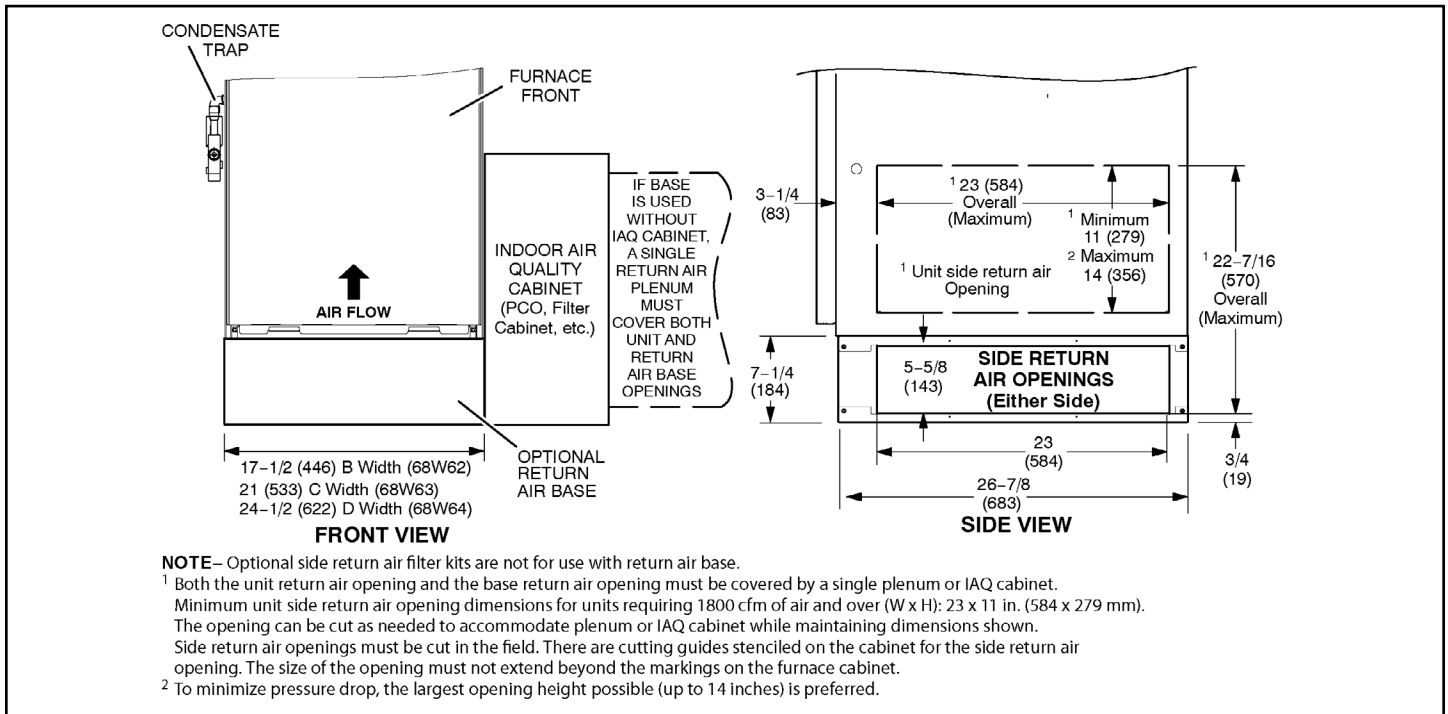 CONDENSATE
TRAP
FURNACE
FRONT
AIR FLOW
INDOOR AIR
QUALITY
CABINET
(PCO, Filter
Cabinet, etc.)
IF BASE
IS USED
WITHOUT
IAQ CABINET,
A SINGLE
RETURN AIR
PLENUM
MUST
COVER BOTH
UNIT AND
RETURN
AIR BASE
OPENINGS
OPTIONAL
RETURN
AIR BASE
17–1/2 (446) B Width (68W62)
21 (533) C Width (68W63)
24–1/2 (622) D Width (68W64)
FRONT VIEW
3–1/4
(83)
1 23 (584)
Overall
(Maximum)
1 Minimum
11 (279)
2 Maximum
14 (356)
1 Unit side return air
Opening
1 22–7/16
(570)
Overall
(Maximum)
7–1/4
(184)
5–5/8
(143)
SIDE RETURN
AIR OPENINGS
(Either Side)
23
(584)
26–7/8
(683)
3/4
(19)
SIDE VIEW
NOTE– Optional side return air filter kits are not for use with return air base.
1 Both the unit return air opening and the base return air opening must be covered by a single plenum or IAQ cabinet.
Minimum unit side return air opening dimensions for units requiring 1800 cfm of air and over (W x H): 23 x 11 in. (584 x 279 mm).
The opening can be cut as needed to accommodate plenum or IAQ cabinet while maintaining dimensions shown.
Side return air openings must be cut in the field. There are cutting guides stenciled on the cabinet for the side return air
opening. The size of the opening must not extend beyond the markings on the furnace cabinet.
2 To minimize pressure drop, the largest opening height possible (up to 14 inches) is preferred.